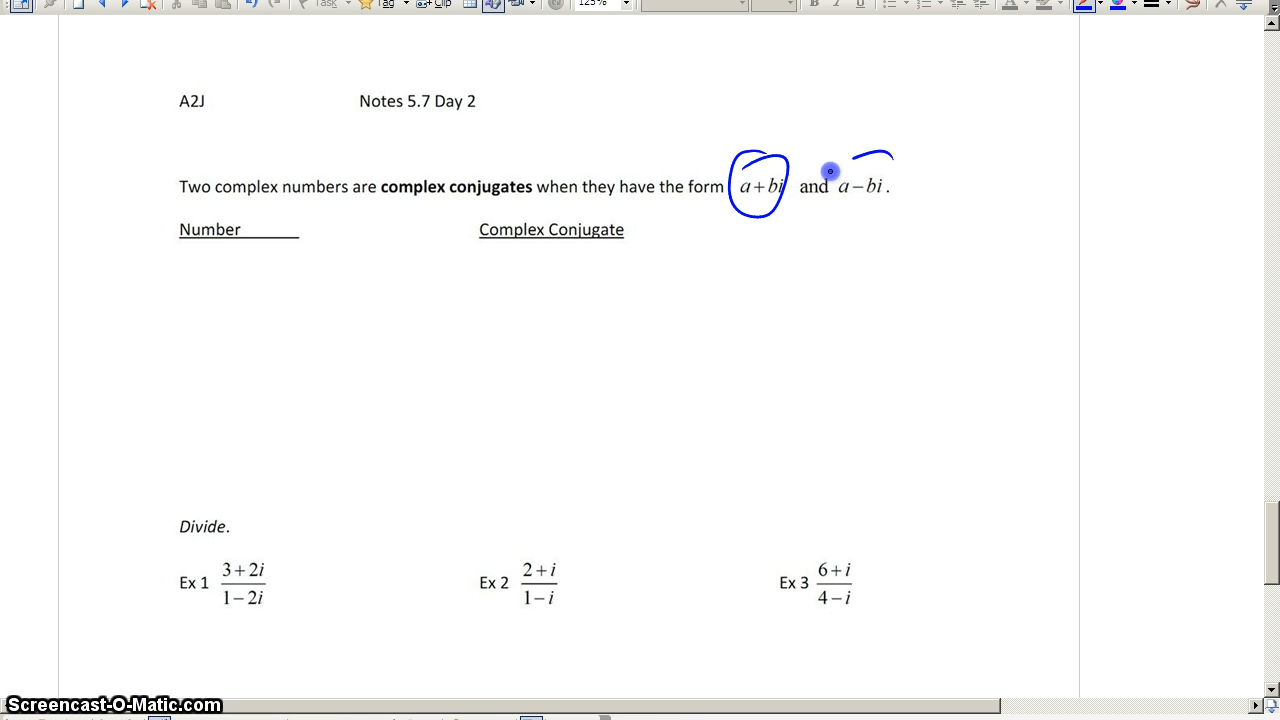 125%
A2J Notes 5.7 Day 2
Two complex numbers are complex conjugates when they have the form a + bi and a − bi .
Number Complex Conjugate
Divide.
Ex 1 3 + 2i / 1 − 2i Ex 2 2 + i / 1 − i Ex 3 6 + i / 4 − i
Screencast-O-Matic.com